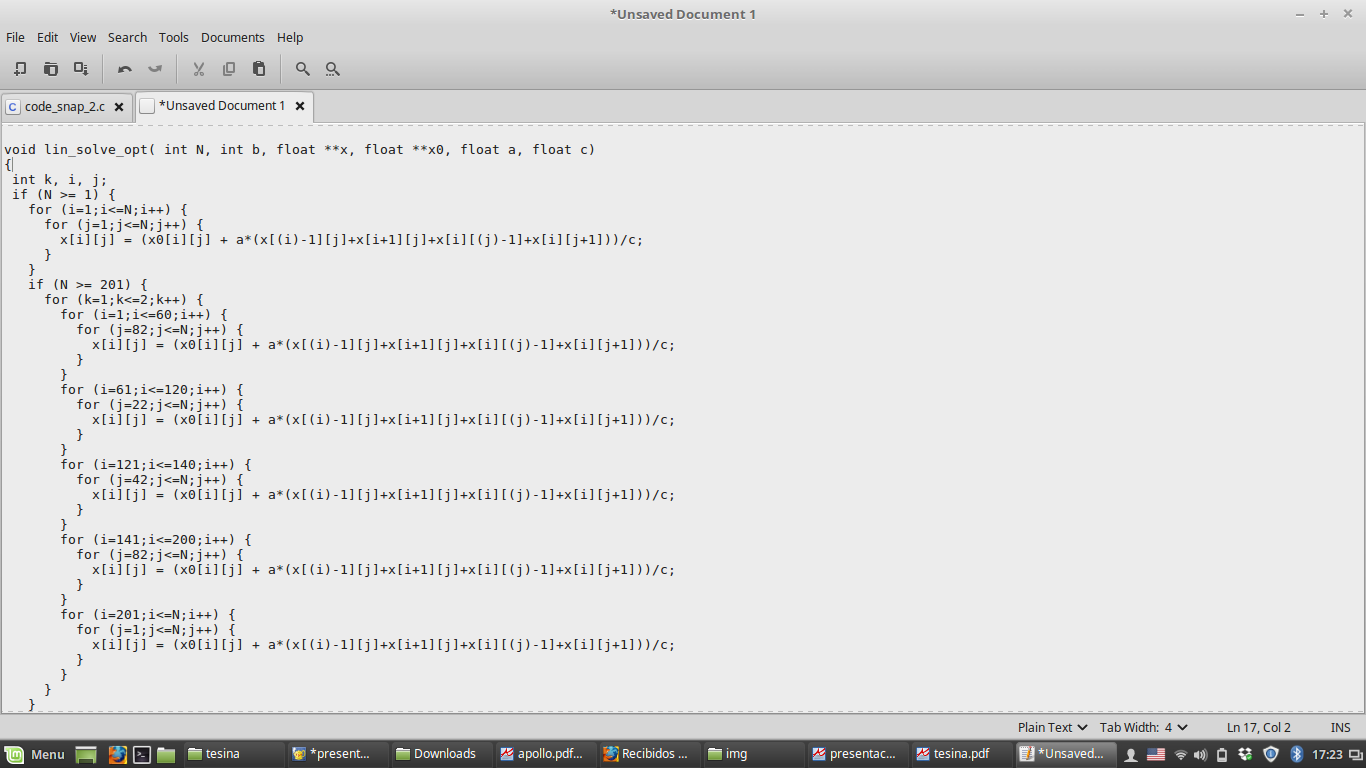 *Unsaved Document 1
File Edit View Search Tools Documents Help
C code_snap_2.c *Unsaved Document 1
void lin_solve_opt( int N, int b, float **x, float **x0, float a, float c)
{
 int k, i, j;
 if (N >= 1) {
   for (i=1;i<=N;i++) {
     for (j=1;j<=N;j++) {
       x[i][j] = (x0[i][j] + a*(x[(i)-1][j]+x[i+1][j]+x[i][(j)-1]+x[i][j+1]))/c;
     }
   }
   if (N >= 201) {
     for (k=1;k<=2;k++) {
       for (i=1;i<=60;i++) {
         for (j=82;j<=N;j++) {
           x[i][j] = (x0[i][j] + a*(x[(i)-1][j]+x[i+1][j]+x[i][(j)-1]+x[i][j+1]))/c;
         }
       }
       for (i=61;i<=120;i++) {
         for (j=22;j<=N;j++) {
           x[i][j] = (x0[i][j] + a*(x[(i)-1][j]+x[i+1][j]+x[i][(j)-1]+x[i][j+1]))/c;
         }
       }
       for (i=121;i<=140;i++) {
         for (j=42;j<=N;j++) {
           x[i][j] = (x0[i][j] + a*(x[(i)-1][j]+x[i+1][j]+x[i][(j)-1]+x[i][j+1]))/c;
         }
       }
       for (i=141;i<=200;i++) {
         for (j=82;j<=N;j++) {
           x[i][j] = (x0[i][j] + a*(x[(i)-1][j]+x[i+1][j]+x[i][(j)-1]+x[i][j+1]))/c;
         }
       }
       for (i=201;i<=N;i++) {
         for (j=1;j<=N;j++) {
           x[i][j] = (x0[i][j] + a*(x[(i)-1][j]+x[i+1][j]+x[i][(j)-1]+x[i][j+1]))/c;
         }
       }
     }
   }
Plain Text Tab Width: 4 Ln 17, Col 2 INS
Menu tesina *present... Downloads apollo.pdf... Recibidos ... img presentac... tesina.pdf *Unsaved... 17:23